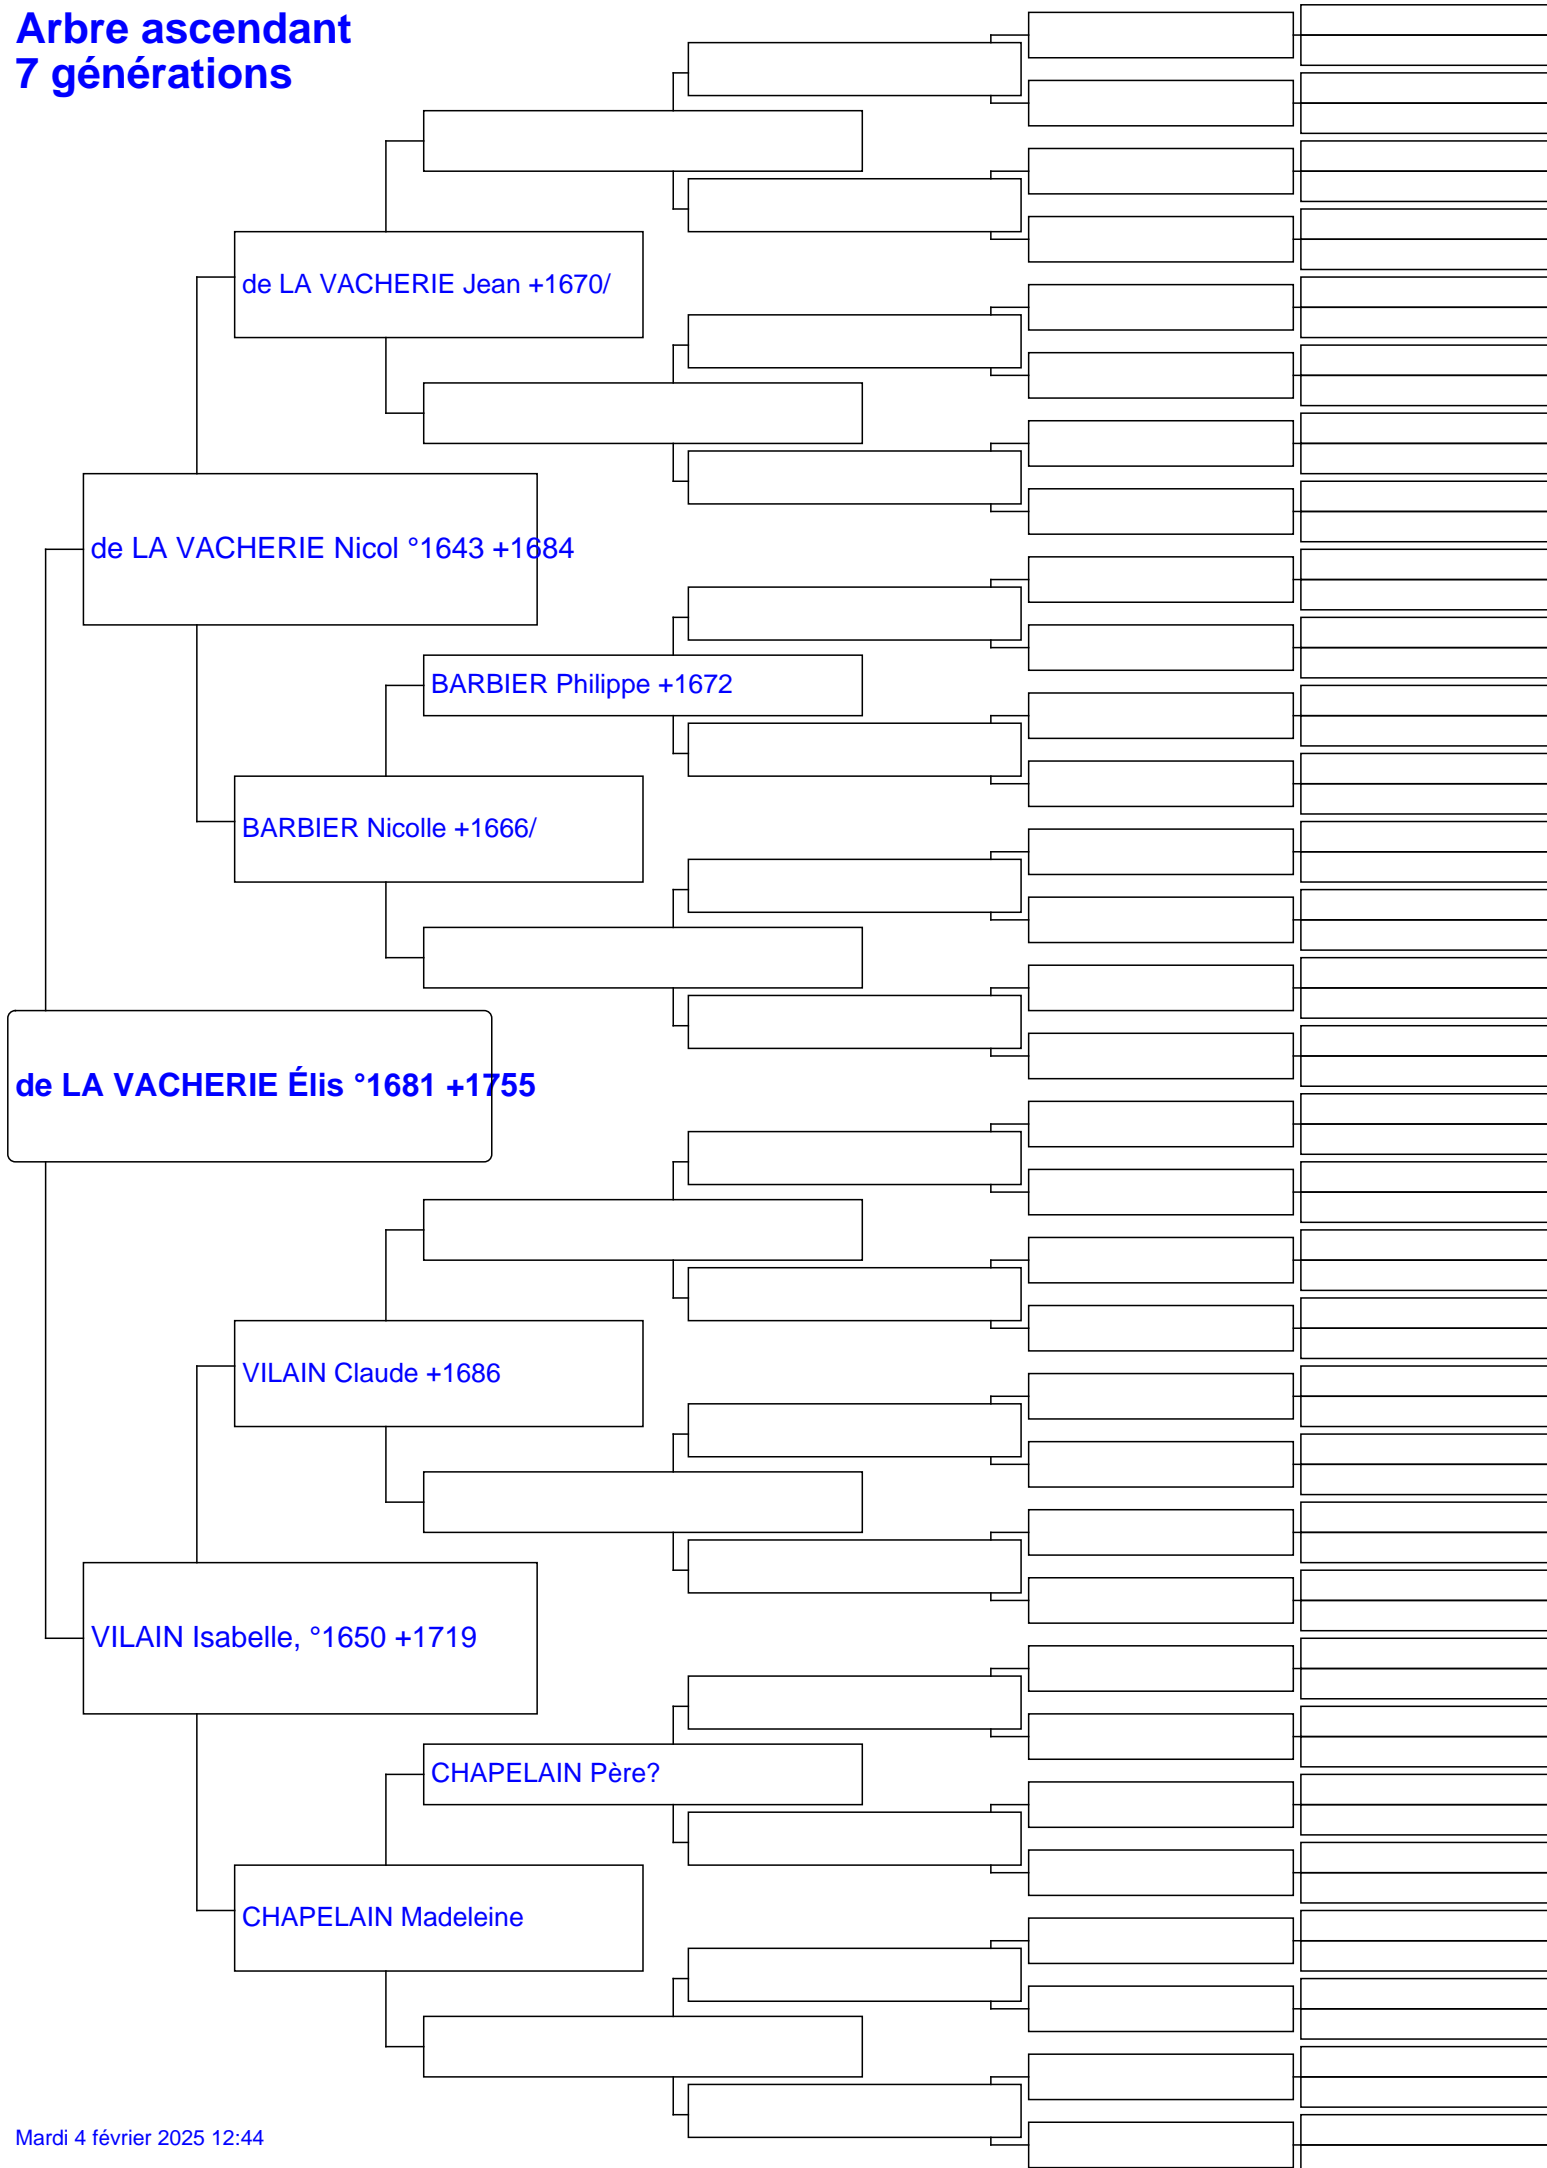 Arbre ascendant
7 générations
de LA VACHERIE Jean +1670/
de LA VACHERIE Nicol °1643 +1684
BARBIER Philippe +1672
BARBIER Nicolle +1666/
de LA VACHERIE Élis °1681 +1755
VILAIN Claude +1686
VILAIN Isabelle, °1650 +1719
CHAPELAIN Père?
CHAPELAIN Madeleine
Mardi 4 février 2025 12:44